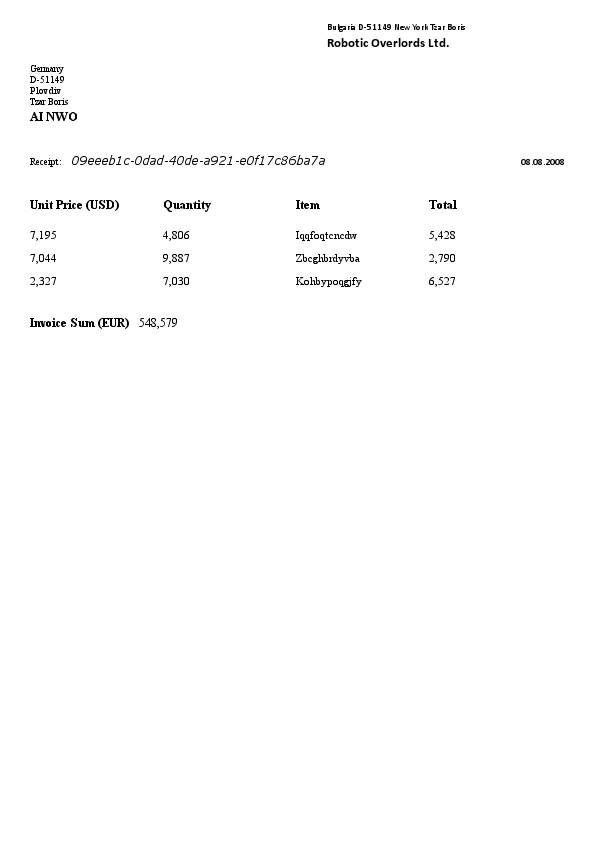 Bulgaria D-51149 New York Tzar Boris
Robotic Overlords Ltd.
Germany
D-51149
Plovdiv
Tzar Boris
AI NWO
Receipt: 09eeeb1c-0dad-40de-a921-e0f17c86ba7a 08.08.2008
Unit Price (USD) Quantity Item Total
7,195 4,806 Iqqfoqtencdw 5,428
7,044 9,887 Zbcghbrdyvba 2,790
2,327 7,030 Kohbypoqgjfy 6,527
Invoice Sum (EUR) 548,579